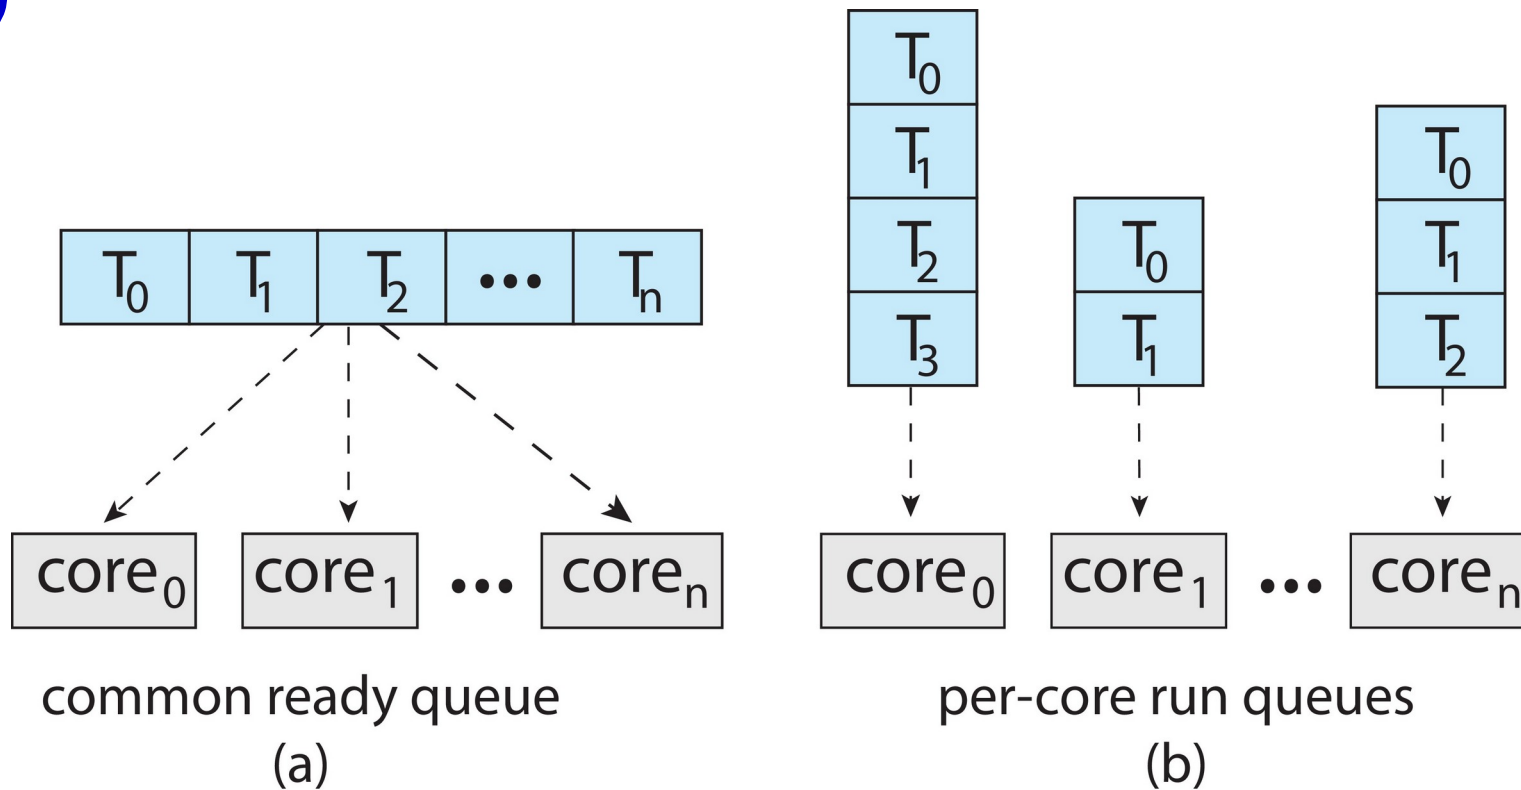 T₀ T₁ T₂ ••• Tₙ
core₀ core₁ ••• coreₙ
common ready queue
(a)
T₀
T₁
T₂
T₃
T₀
T₁
T₀
T₁
T₂
core₀ core₁ ••• coreₙ
per-core run queues
(b)